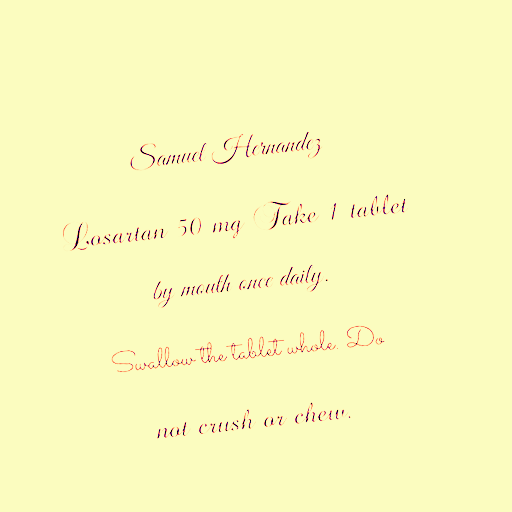 Samuel Hernandez
Losartan 50 mg Take 1 tablet
by mouth once daily.
Swallow the tablet whole. Do
not crush or chew.